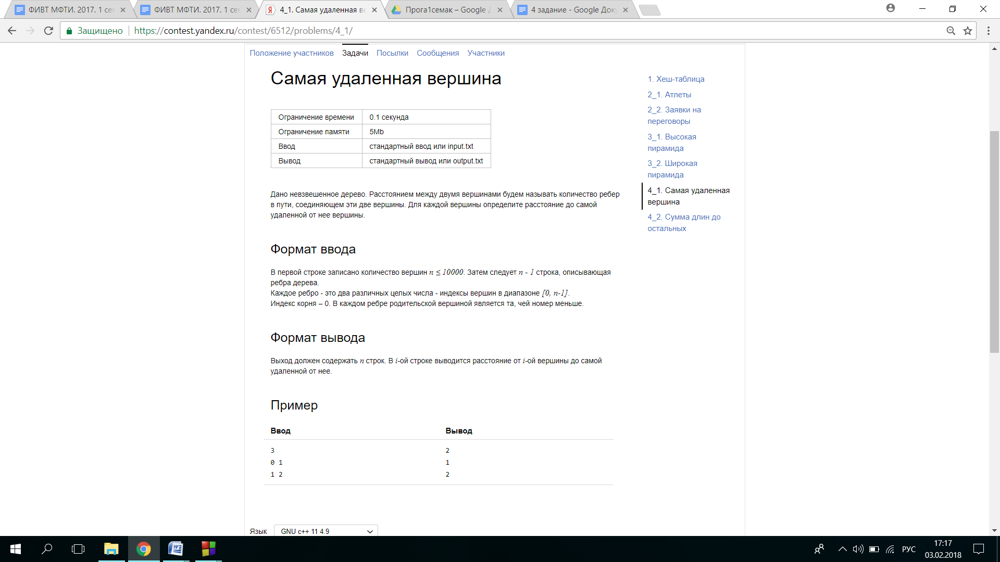 ФИВТ МФТИ. 2017. 1 се
ФИВТ МФТИ. 2017. 1 се
4_1. Самая удаленная ве
Прога1семак – Google Д
4 задание - Google Док
Защищено
https://contest.yandex.ru/contest/6512/problems/4_1/
Положение участников Задачи Посылки Сообщения Участники
Самая удаленная вершина
Ограничение времени 0.1 секунда
Ограничение памяти 5Mb
Ввод стандартный ввод или input.txt
Вывод стандартный вывод или output.txt
Дано невзвешенное дерево. Расстоянием между двумя вершинами будем называть количество ребер
в пути, соединяющем эти две вершины. Для каждой вершины определите расстояние до самой
удаленной от нее вершины.
Формат ввода
В первой строке записано количество вершин n ≤ 10000. Затем следует n - 1 строка, описывающая
ребра дерева.
Каждое ребро - это два различных целых числа - индексы вершин в диапазоне [0, n-1].
Индекс корня – 0. В каждом ребре родительской вершиной является та, чей номер меньше.
Формат вывода
Выход должен содержать n строк. В i-ой строке выводится расстояние от i-ой вершины до самой
удаленной от нее.
Пример
Ввод Вывод
3 2
0 1 1
1 2 2
Язык GNU c++ 11 4.9
1. Хеш-таблица
2_1. Атлеты
2_2. Заявки на
переговоры
3_1. Высокая
пирамида
3_2. Широкая
пирамида
4_1. Самая удаленная
вершина
4_2. Сумма длин до
остальных
РУС
17:17
03.02.2018